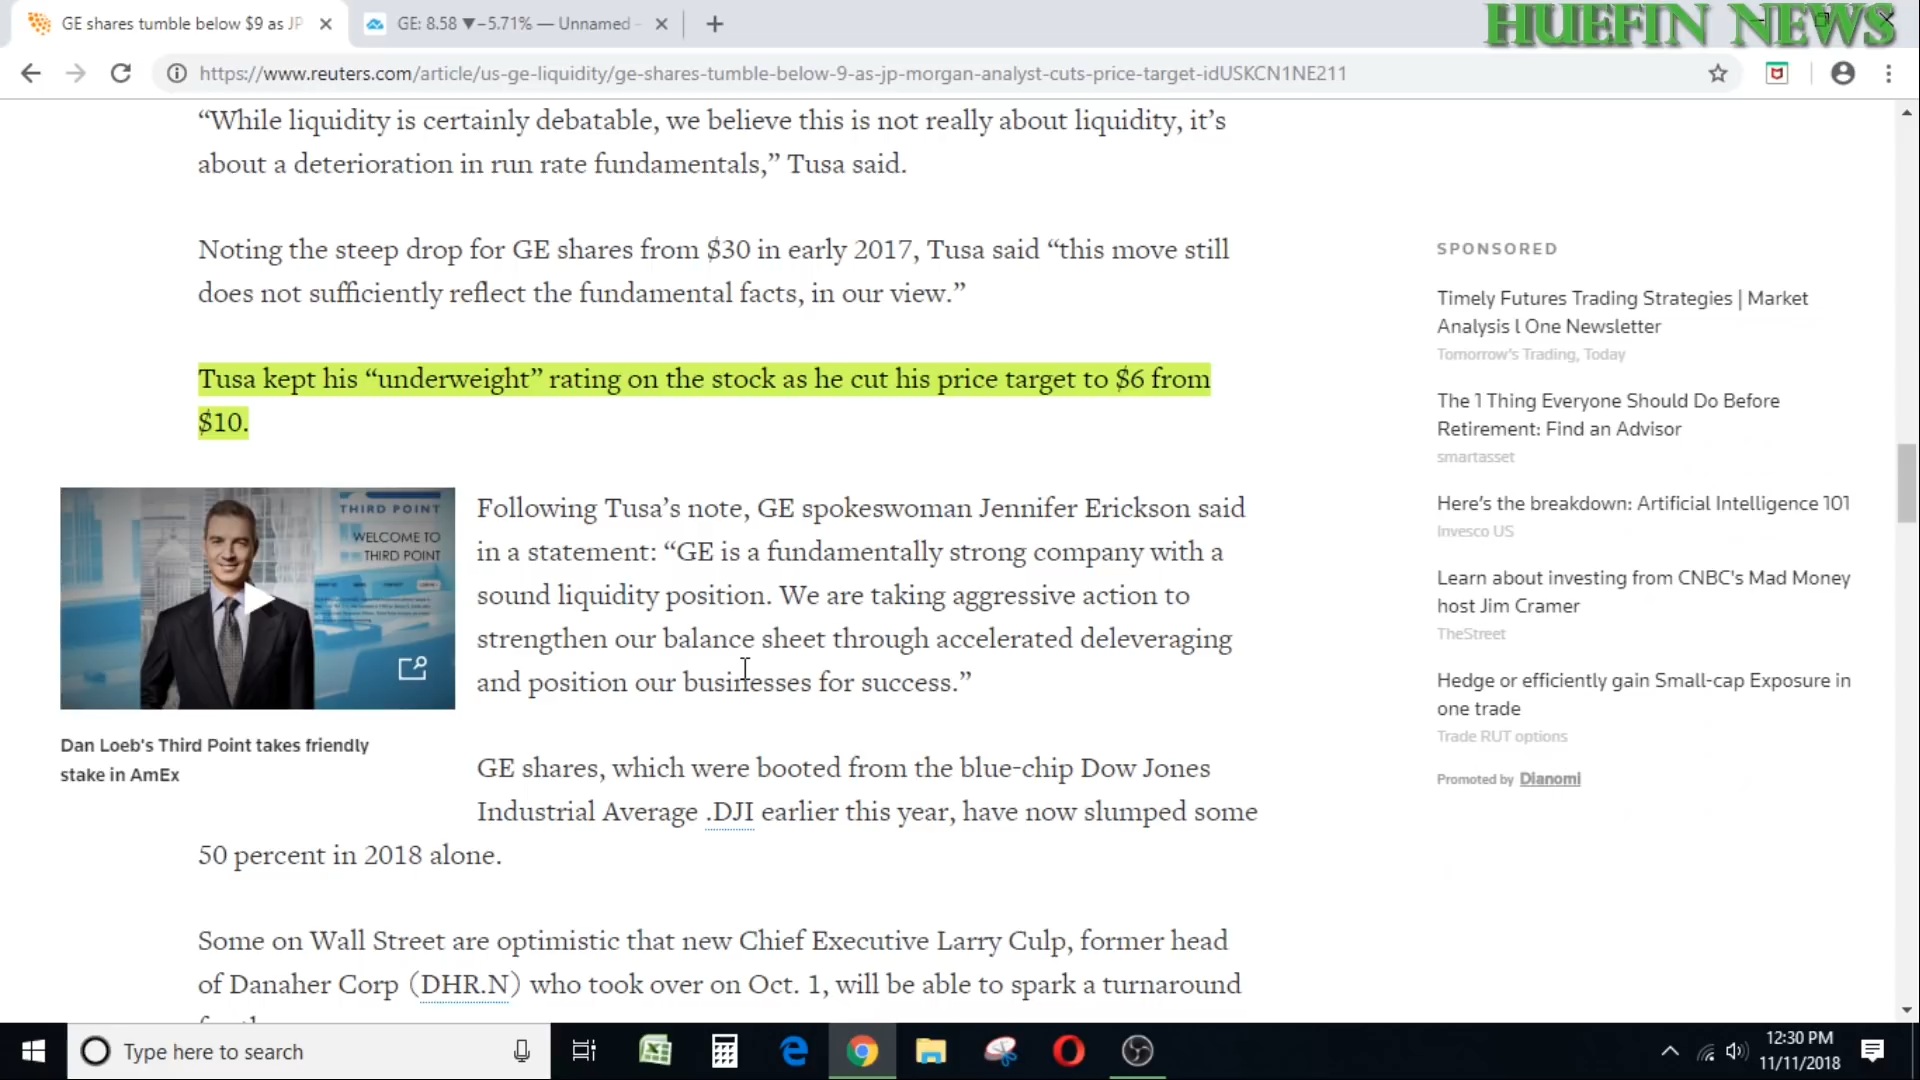 GE shares tumble below $9 as JP
GE: 8.58 ▼−5.71% — Unnamed
HUEFIN NEWS
https://www.reuters.com/article/us-ge-liquidity/ge-shares-tumble-below-9-as-jp-morgan-analyst-cuts-price-target-idUSKCN1NE211
“While liquidity is certainly debatable, we believe this is not really about liquidity, it’s
about a deterioration in run rate fundamentals,” Tusa said.
Noting the steep drop for GE shares from $30 in early 2017, Tusa said “this move still
does not sufficiently reflect the fundamental facts, in our view.”
Tusa kept his “underweight” rating on the stock as he cut his price target to $6 from
$10.
THIRD POINT
WELCOME TO
THIRD POINT
Dan Loeb's Third Point takes friendly
stake in AmEx
Following Tusa’s note, GE spokeswoman Jennifer Erickson said
in a statement: “GE is a fundamentally strong company with a
sound liquidity position. We are taking aggressive action to
strengthen our balance sheet through accelerated deleveraging
and position our businesses for success.”
GE shares, which were booted from the blue-chip Dow Jones
Industrial Average .DJI earlier this year, have now slumped some
50 percent in 2018 alone.
Some on Wall Street are optimistic that new Chief Executive Larry Culp, former head
of Danaher Corp (DHR.N) who took over on Oct. 1, will be able to spark a turnaround
SPONSORED
Timely Futures Trading Strategies | Market
Analysis l One Newsletter
Tomorrow's Trading, Today
The 1 Thing Everyone Should Do Before
Retirement: Find an Advisor
smartasset
Here's the breakdown: Artificial Intelligence 101
Invesco US
Learn about investing from CNBC's Mad Money
host Jim Cramer
TheStreet
Hedge or efficiently gain Small-cap Exposure in
one trade
Trade RUT options
Promoted by Dianomi
Type here to search
12:30 PM
11/11/2018